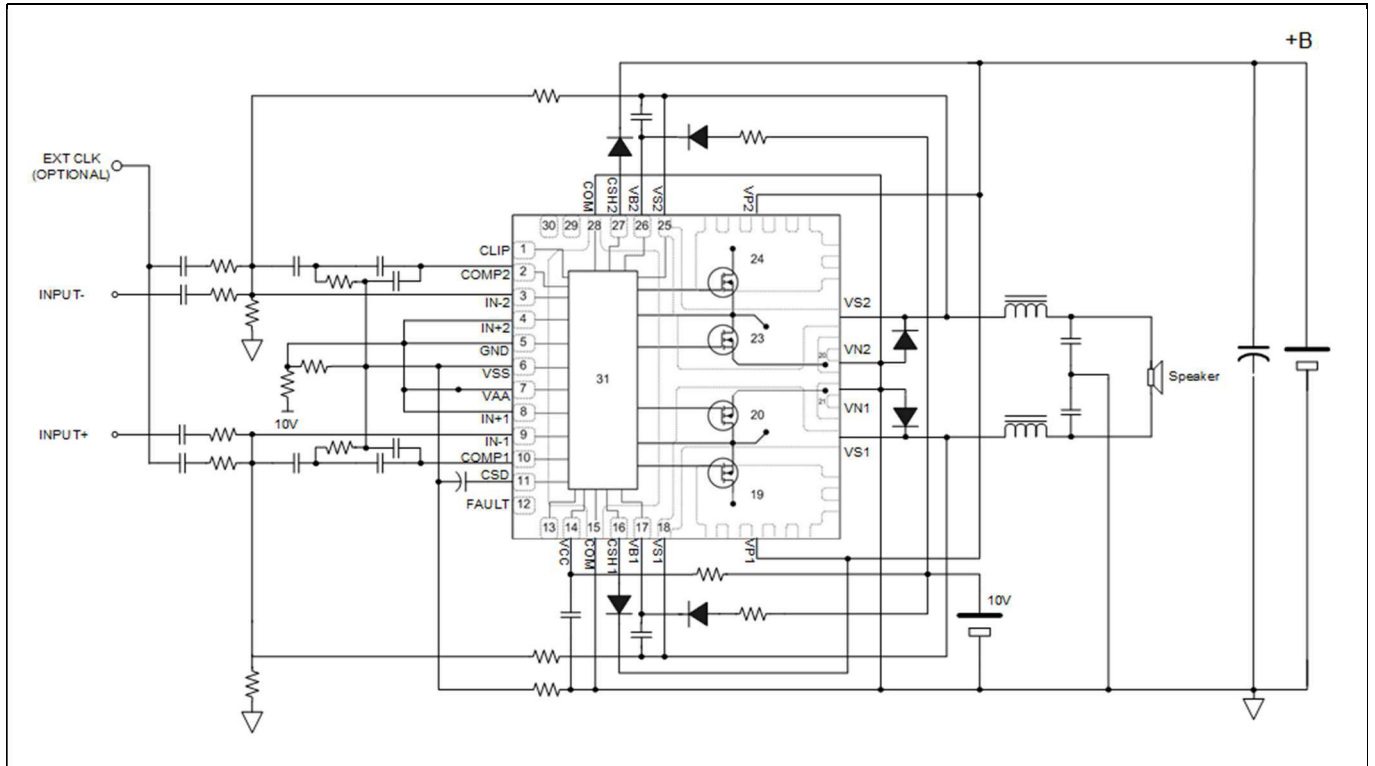 +B
EXT CLK
(OPTIONAL)
COM
CSH2
VB2
VS2
VP2
30
29
28
27
26
25
CLIP
1
COMP2
2
INPUT-
IN-2
3
IN+2
4
GND
5
VSS
6
VAA
7
IN+1
8
10V
INPUT+
IN-1
9
COMP1
10
CSD
11
FAULT
12
31
24
23
20
19
20
21
VS2
VN2
VN1
VS1
Speaker
13
14
15
16
17
18
VCC
COM
CSH1
VB1
VS1
VP1
10V